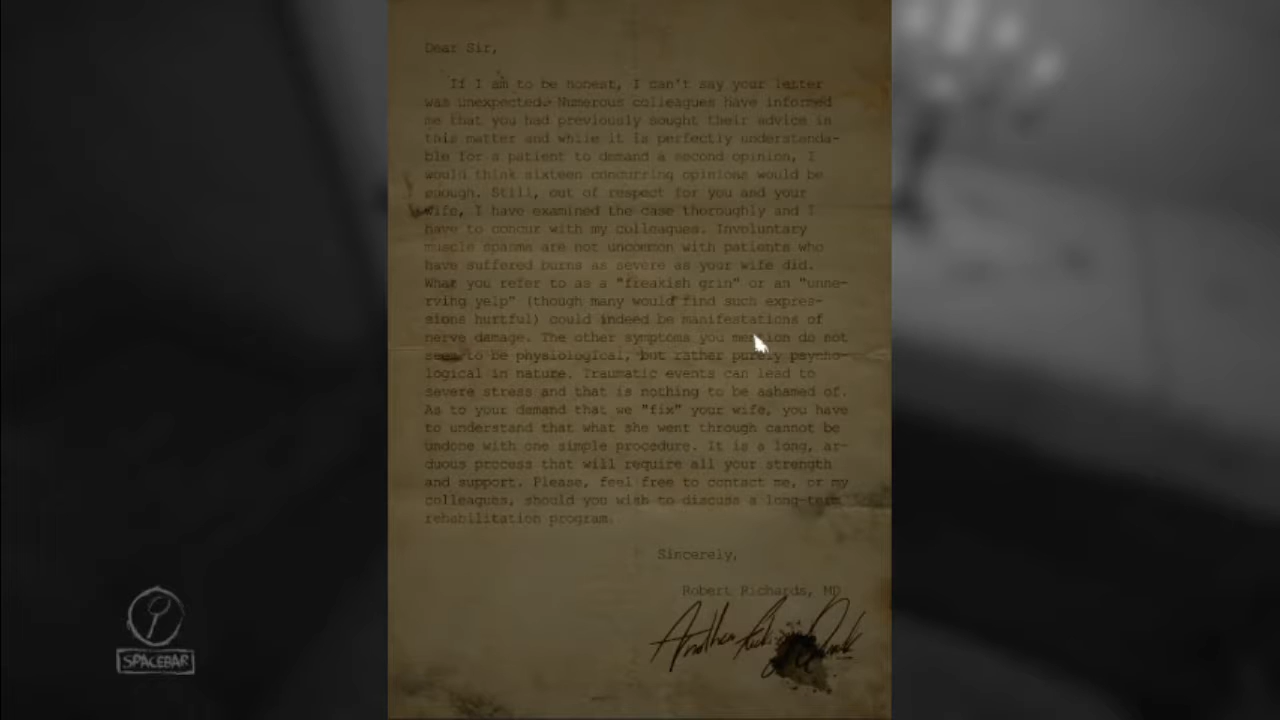 Dear Sir,
If I am to be honest, I can't say your letter
was unexpected. Numerous colleagues have informed
me that you had previously sought their advice in
this matter and while it is perfectly understanda-
ble for a patient to demand a second opinion, I
would think sixteen concurring opinions would be
enough. Still, out of respect for you and your
wife, I have examined the case thoroughly and I
have to concur with my colleagues. Involuntary
muscle spasms are not uncommon with patients who
have suffered burns as severe as your wife did.
What you refer to as a "freakish grin" or an "unne-
rving yelp" (though many would find such expres-
sions hurtful) could indeed be manifestations of
nerve damage. The other symptoms you mention do not
seem to be physiological, but rather purely psycho-
logical in nature. Traumatic events can lead to
severe stress and that is nothing to be ashamed of.
As to your demand that we "fix" your wife, you have
to understand that what she went through cannot be
undone with one simple procedure. It is a long, ar-
duous process that will require all your strength
and support. Please, feel free to contact me, or my
colleagues, should you wish to discuss a long-term
rehabilitation program.
Sincerely,
Robert Richards, MD
Another
SPACEBAR